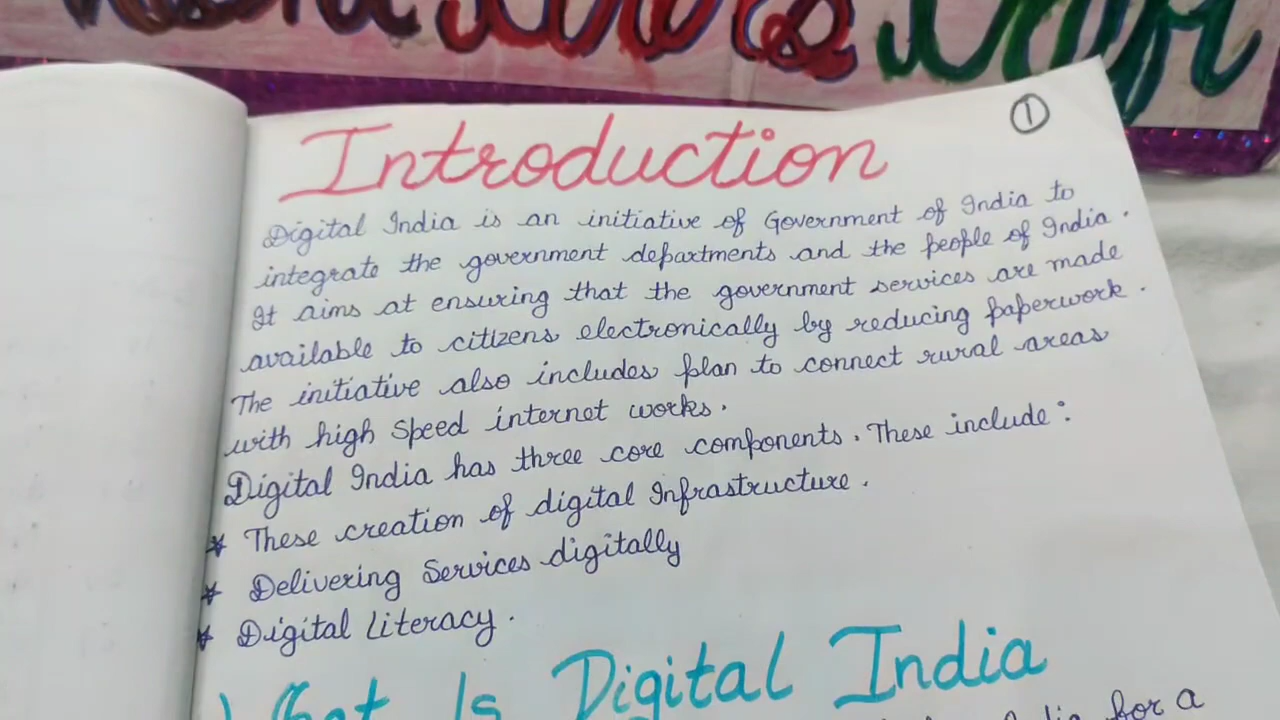 ①
Introduction
Digital India is an initiative of Government of India to
integrate the government departments and the people of India.
It aims at ensuring that the government services are made
available to citizens electronically by reducing paperwork.
The initiative also includes plan to connect rural areas
with high speed internet works.
Digital India has three core components. These include:
* These creation of digital Infrastructure.
* Delivering Services digitally
* Digital Literacy.
What Is Digital India
for a